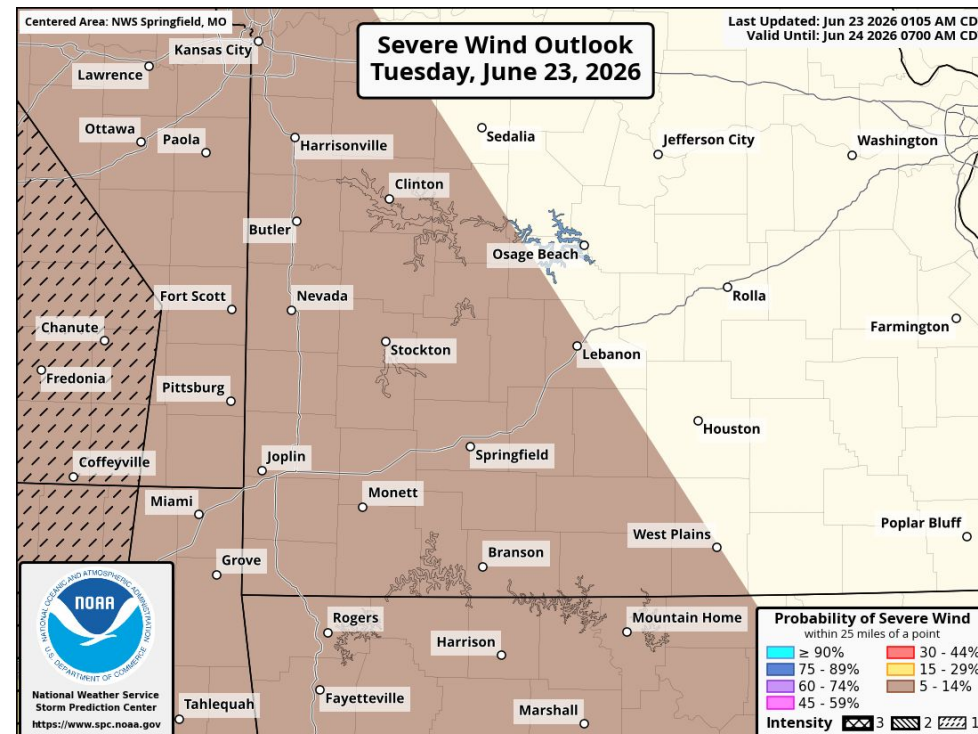 Centered Area: NWS Springfield, MO
Severe Wind Outlook
Tuesday, June 23, 2026
Last Updated: Jun 23 2026 0105 AM CD
Valid Until: Jun 24 2026 0700 AM CD
Kansas City
Lawrence
Ottawa
Paola
Harrisonville
Sedalia
Jefferson City
Washington
Clinton
Butler
Osage Beach
Fort Scott
Nevada
Rolla
Chanute
Farmington
Stockton
Lebanon
Fredonia
Pittsburg
Houston
Coffeyville
Joplin
Springfield
Miami
Monett
Poplar Bluff
West Plains
Branson
Grove
Rogers
Mountain Home
Harrison
Fayetteville
Tahlequah
Marshall
NATIONAL OCEANIC AND ATMOSPHERIC ADMINISTRATION
NOAA
U.S. DEPARTMENT OF COMMERCE
National Weather Service
Storm Prediction Center
https://www.spc.noaa.gov
Probability of Severe Wind
within 25 miles of a point
≥ 90% 30 - 44%
75 - 89% 15 - 29%
60 - 74% 5 - 14%
45 - 59%
Intensity 3 2 1